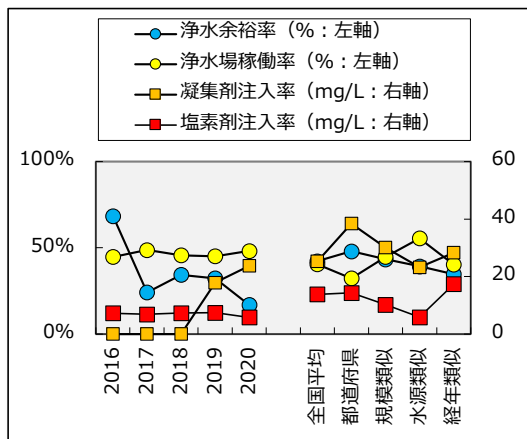 浄水余裕率（%：左軸）
浄水場稼働率（%：左軸）
凝集剤注入率（mg/L：右軸）
塩素剤注入率（mg/L：右軸）
100%
50%
0%
60
40
20
0
2016
2017
2018
2019
2020
全国平均
都道府県
規模類似
水源類似
経年類似